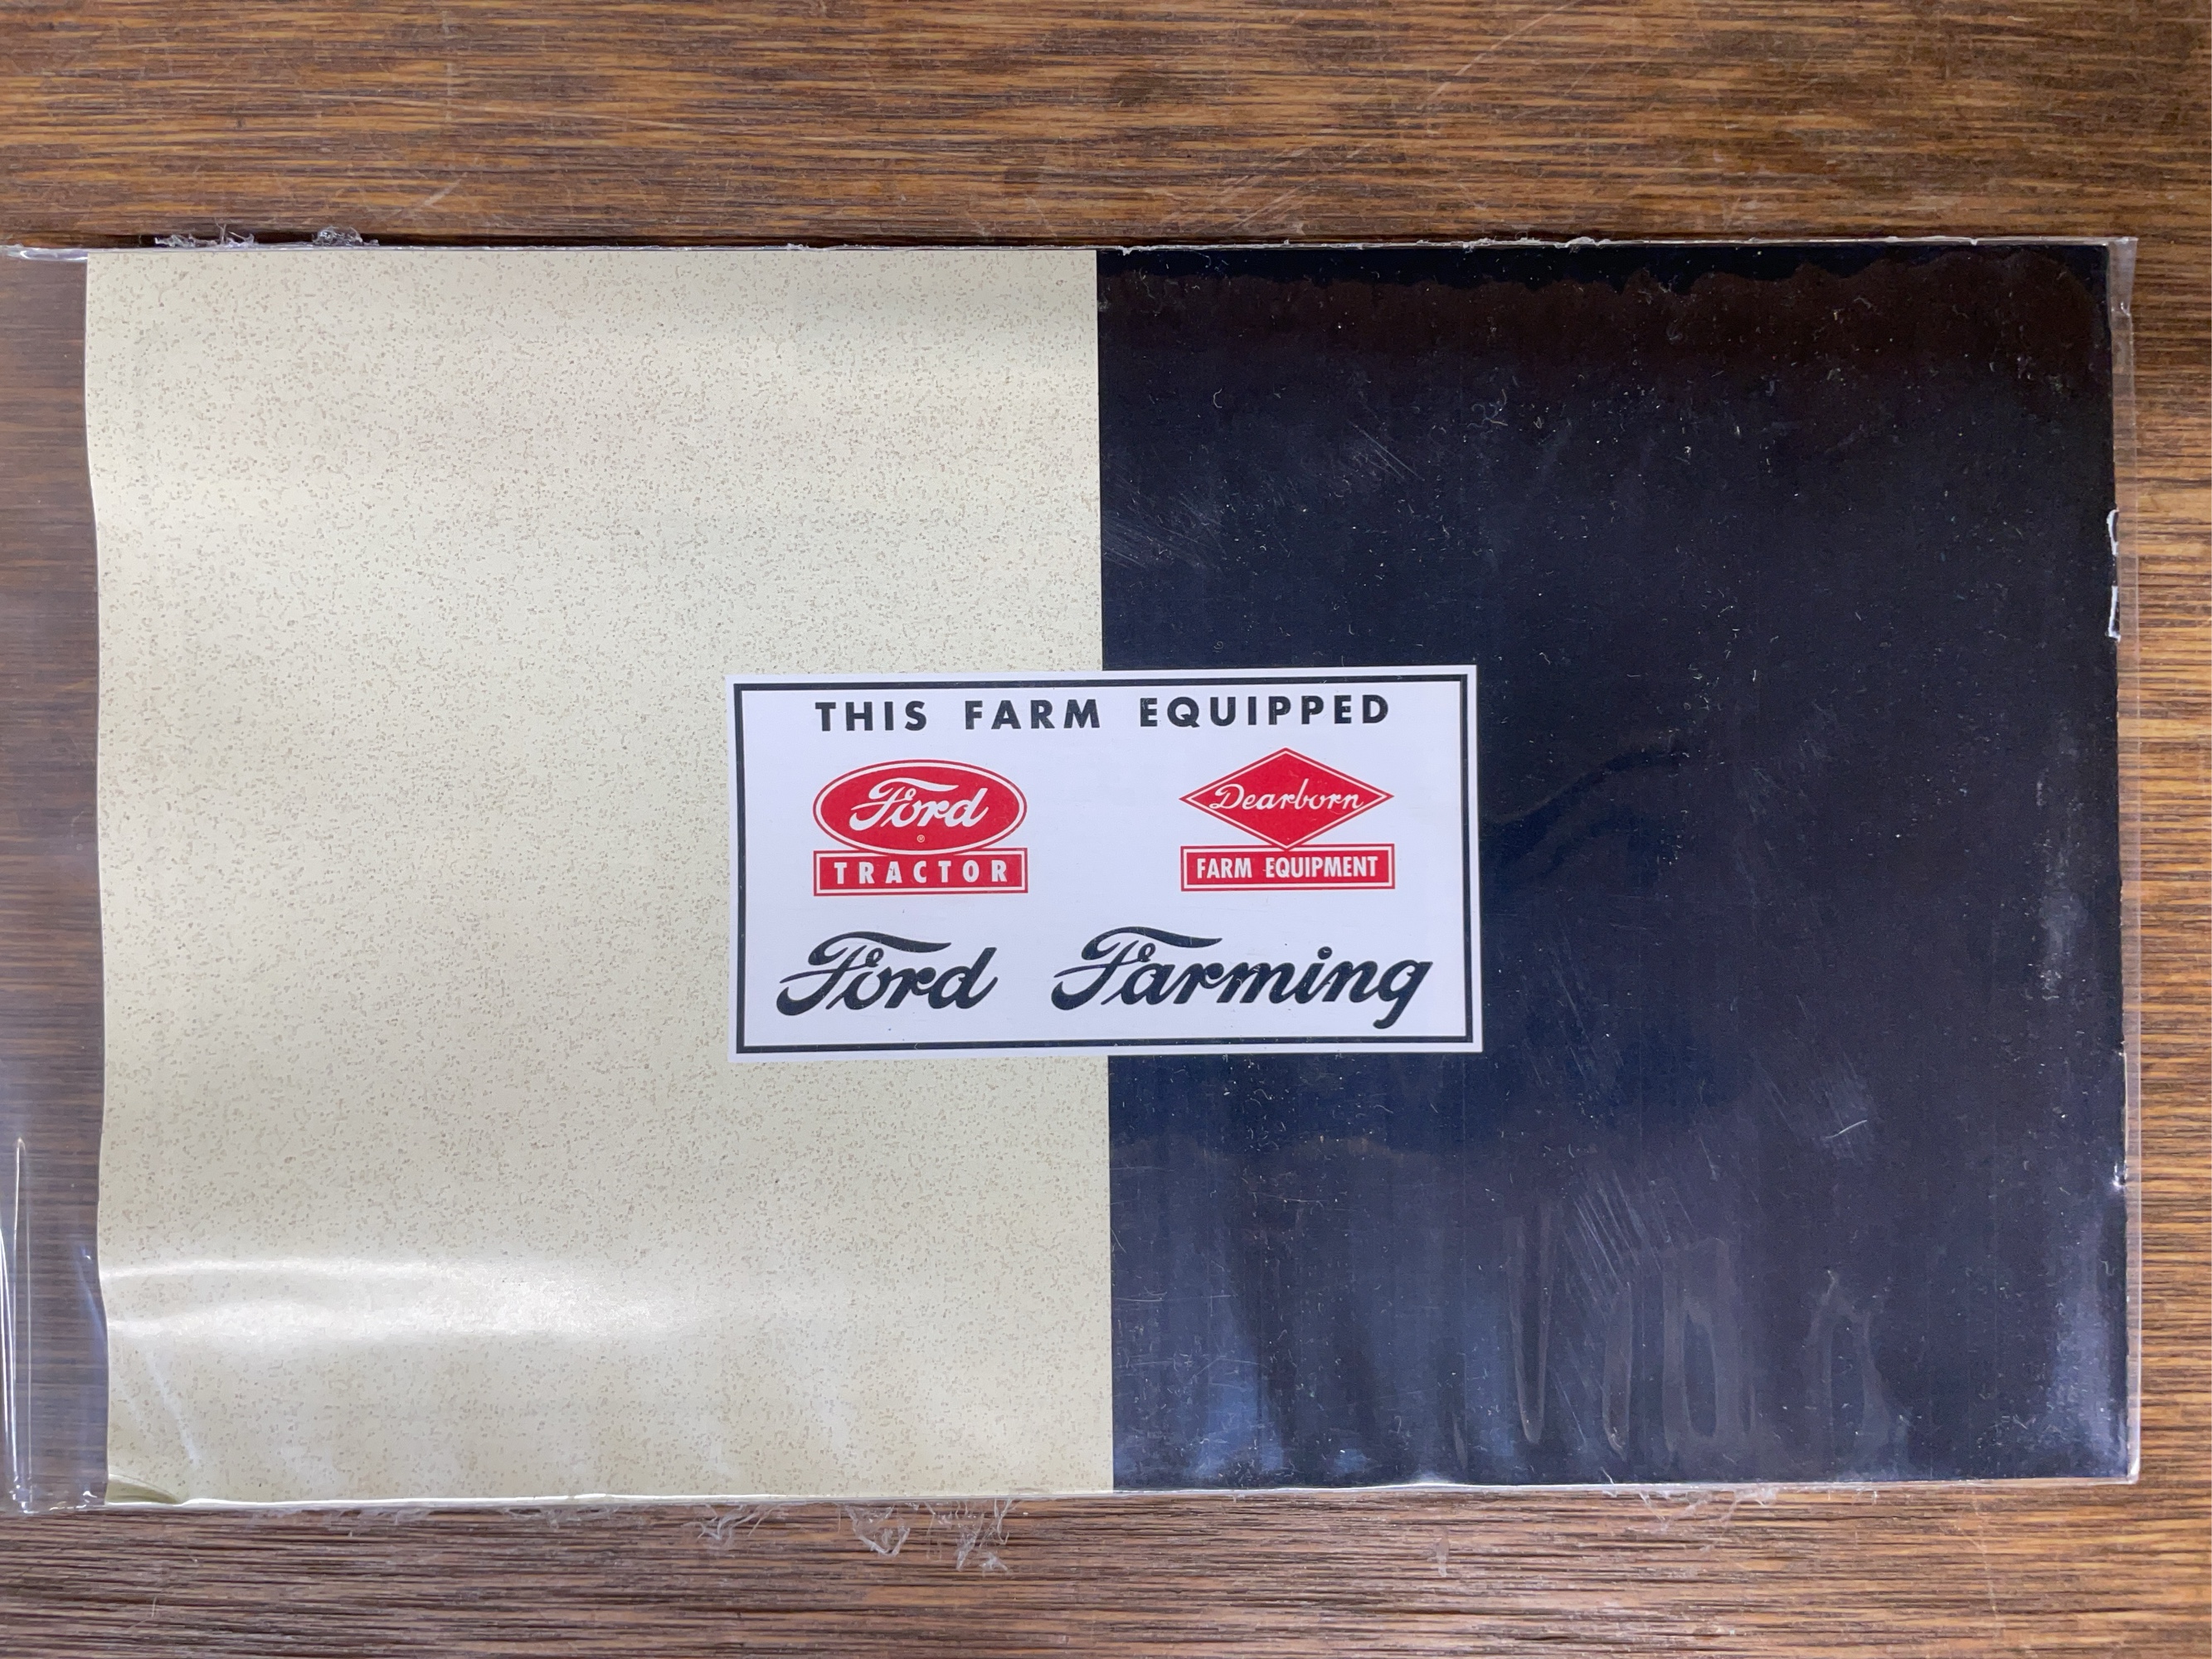 THIS FARM EQUIPPED
Ford
®
TRACTOR
Dearborn
FARM EQUIPMENT
Ford Farming